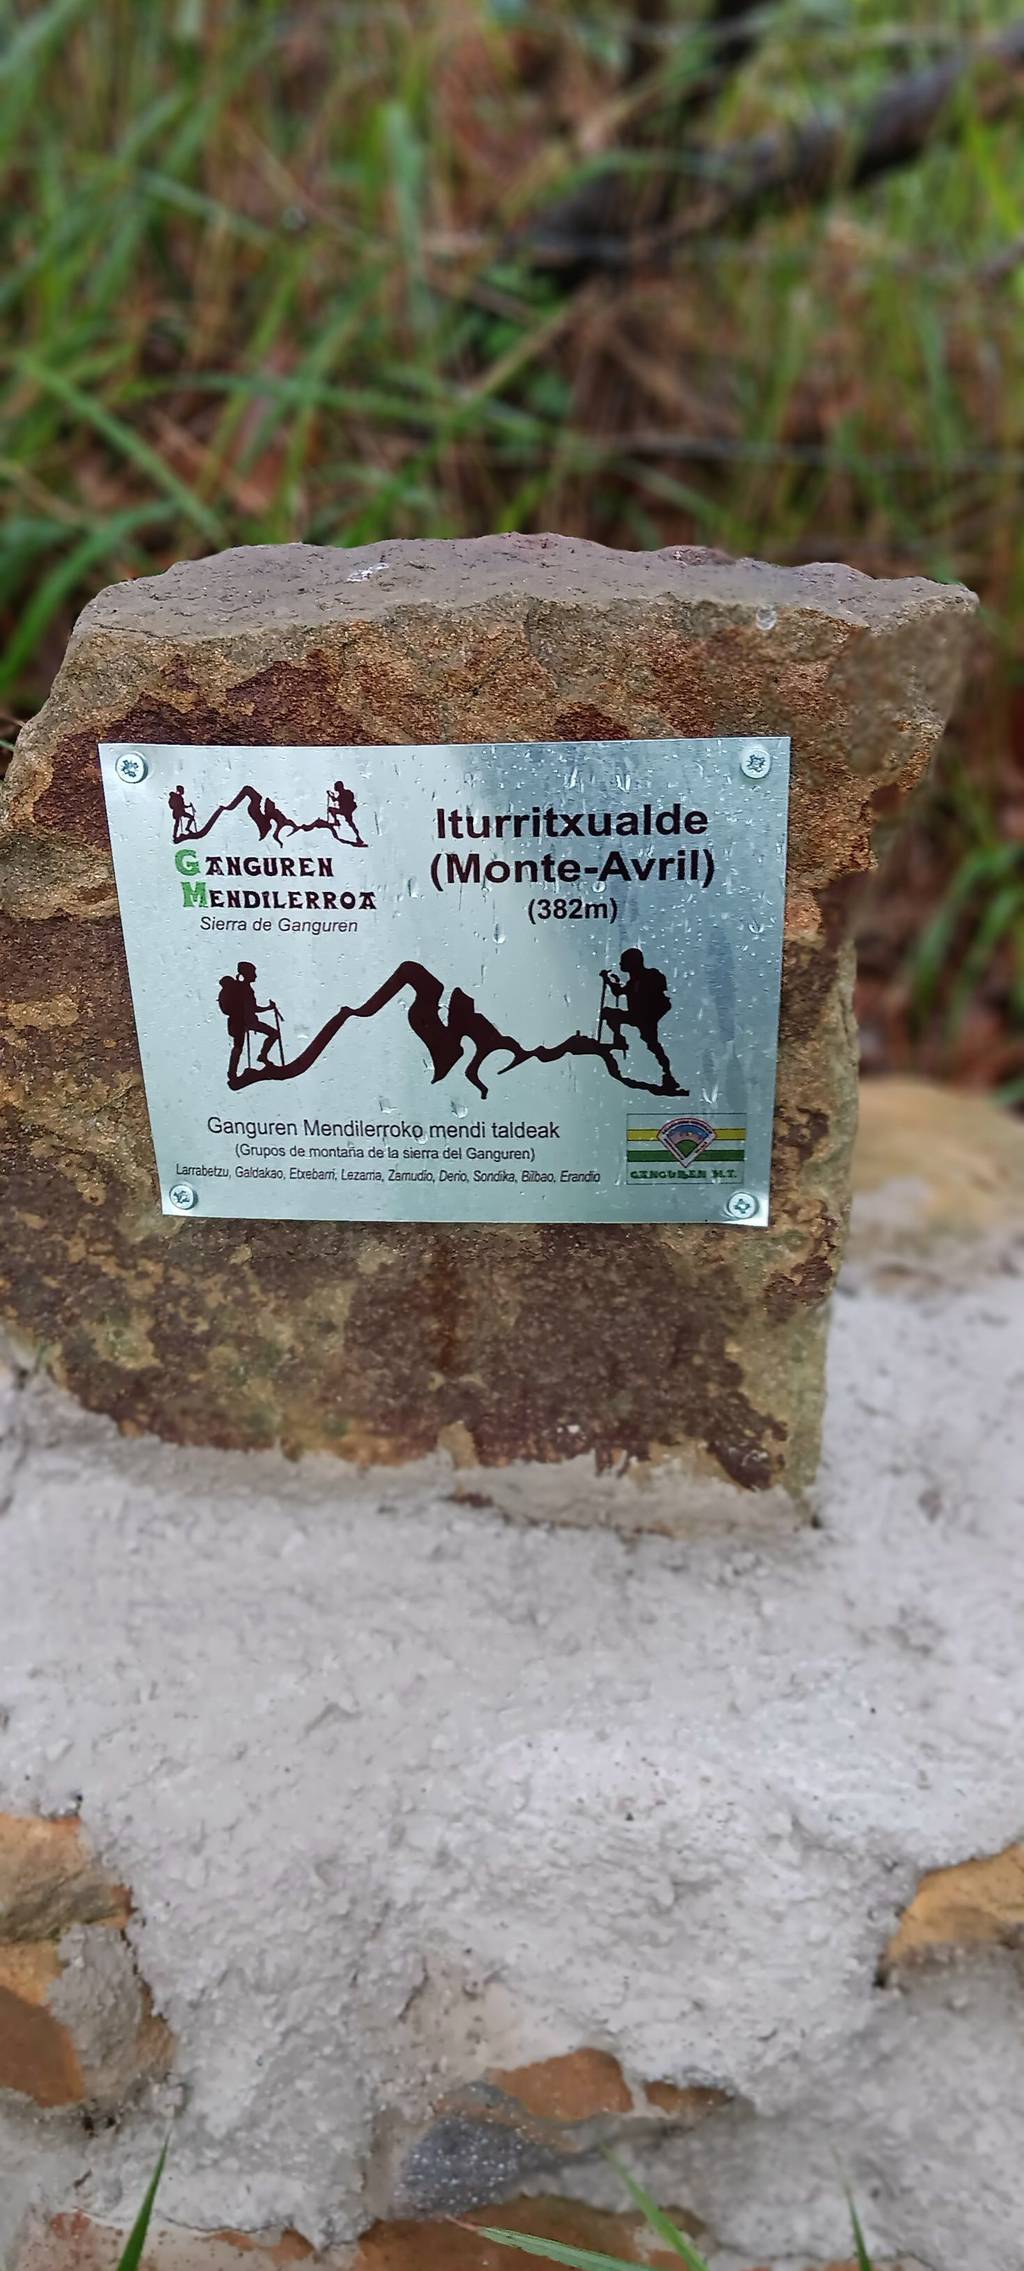 GANGUREN
MENDILERROA
Sierra de Ganguren
Iturritxualde
(Monte-Avril)
(382m)
Ganguren Mendilerroko mendi taldeak
(Grupos de montaña de la sierra del Ganguren)
Larrabetzu, Galdakao, Etxebarri, Lezama, Zamudio, Derio, Sondika, Bilbao, Erandio
GANGUREN M.T.